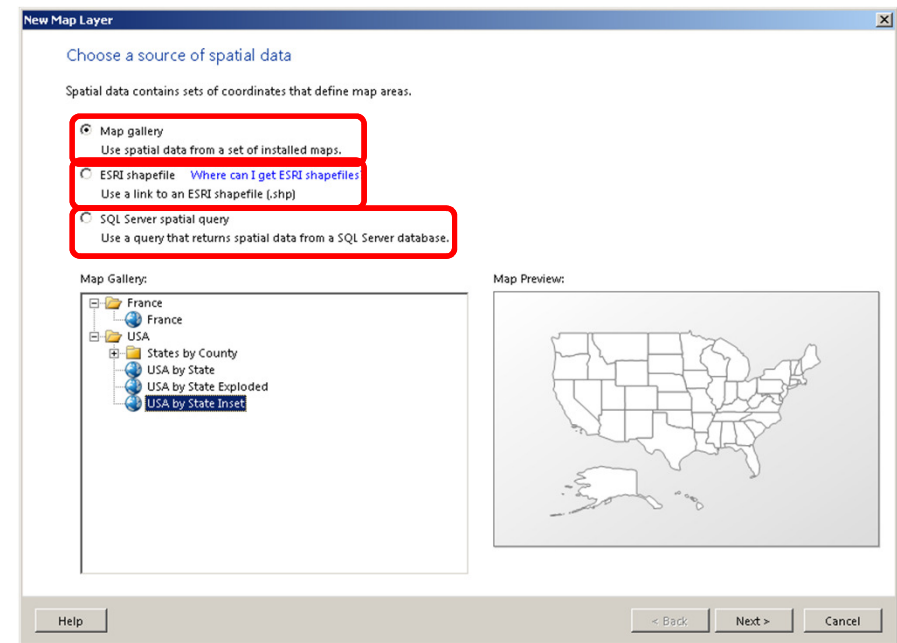 New Map Layer
Choose a source of spatial data
Spatial data contains sets of coordinates that define map areas.
Map gallery
Use spatial data from a set of installed maps.
ESRI shapefile Where can I get ESRI shapefiles
Use a link to an ESRI shapefile (.shp)
SQL Server spatial query
Use a query that returns spatial data from a SQL Server database.
Map Gallery:
Map Preview:
France
France
USA
States by County
USA by State
USA by State Exploded
USA by State Inset
Help
< Back
Next >
Cancel